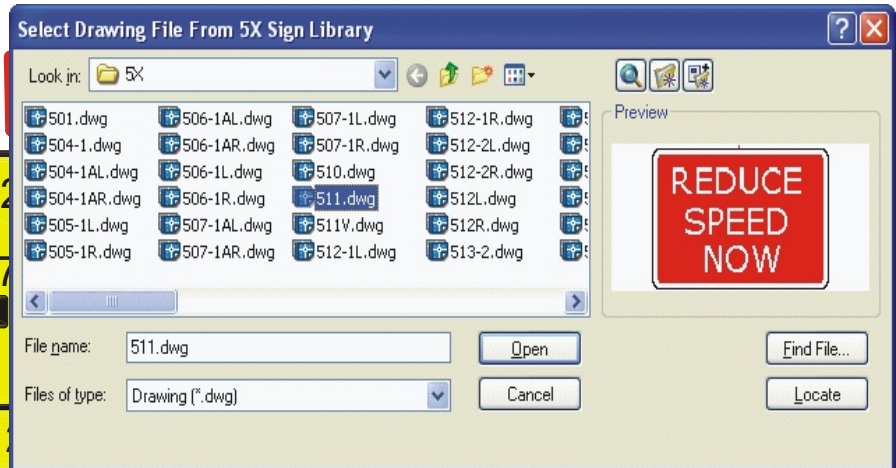 Select Drawing File From 5X Sign Library
Look in: 5X
501.dwg 506-1AL.dwg 507-1L.dwg 512-1R.dwg
504-1.dwg 506-1AR.dwg 507-1R.dwg 512-2L.dwg
504-1AL.dwg 506-1L.dwg 510.dwg 512-2R.dwg
504-1AR.dwg 506-1R.dwg 511.dwg 512L.dwg
505-1L.dwg 507-1AL.dwg 511V.dwg 512R.dwg
505-1R.dwg 507-1AR.dwg 512-1L.dwg 513-2.dwg
Preview
REDUCE
SPEED
NOW
File name: 511.dwg Open Find File...
Files of type: Drawing (*.dwg) Cancel Locate